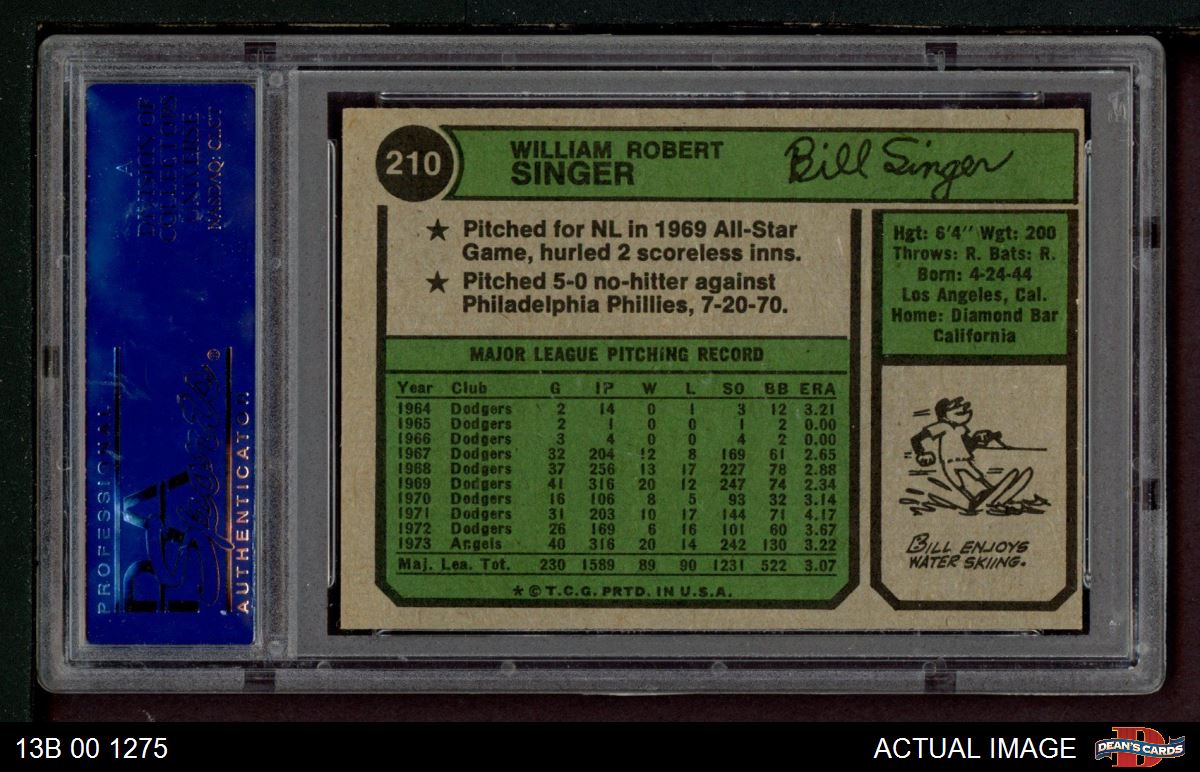 A
DIVISION OF
COLLECTORS
UNIVERSE
NASDAQ: CLCT
PROFESSIONAL
PSA
Sports ®
AUTHENTICATOR
210
WILLIAM ROBERT
SINGER
Bill Singer
★ Pitched for NL in 1969 All-Star
Game, hurled 2 scoreless inns.
★ Pitched 5-0 no-hitter against
Philadelphia Phillies, 7-20-70.
Hgt: 6'4" Wgt: 200
Throws: R. Bats: R.
Born: 4-24-44
Los Angeles, Cal.
Home: Diamond Bar
California
MAJOR LEAGUE PITCHING RECORD
Year Club G IP W L SO BB ERA
1964 Dodgers 2 14 0 1 3 12 3.21
1965 Dodgers 2 1 0 0 1 2 0.00
1966 Dodgers 3 4 0 0 4 2 0.00
1967 Dodgers 32 204 12 8 169 61 2.65
1968 Dodgers 37 256 13 17 227 78 2.88
1969 Dodgers 41 316 20 12 247 74 2.34
1970 Dodgers 16 106 8 5 93 32 3.14
1971 Dodgers 31 203 10 17 144 71 4.17
1972 Dodgers 26 169 6 16 101 60 3.67
1973 Angels 40 316 20 14 242 130 3.22
Maj. Lea. Tot. 230 1589 89 90 1231 522 3.07
★ © T.C.G. PRTD. IN U.S.A.
BILL ENJOYS
WATER SKIING.
13B 00 1275
ACTUAL IMAGE
D
DEAN'S CARDS